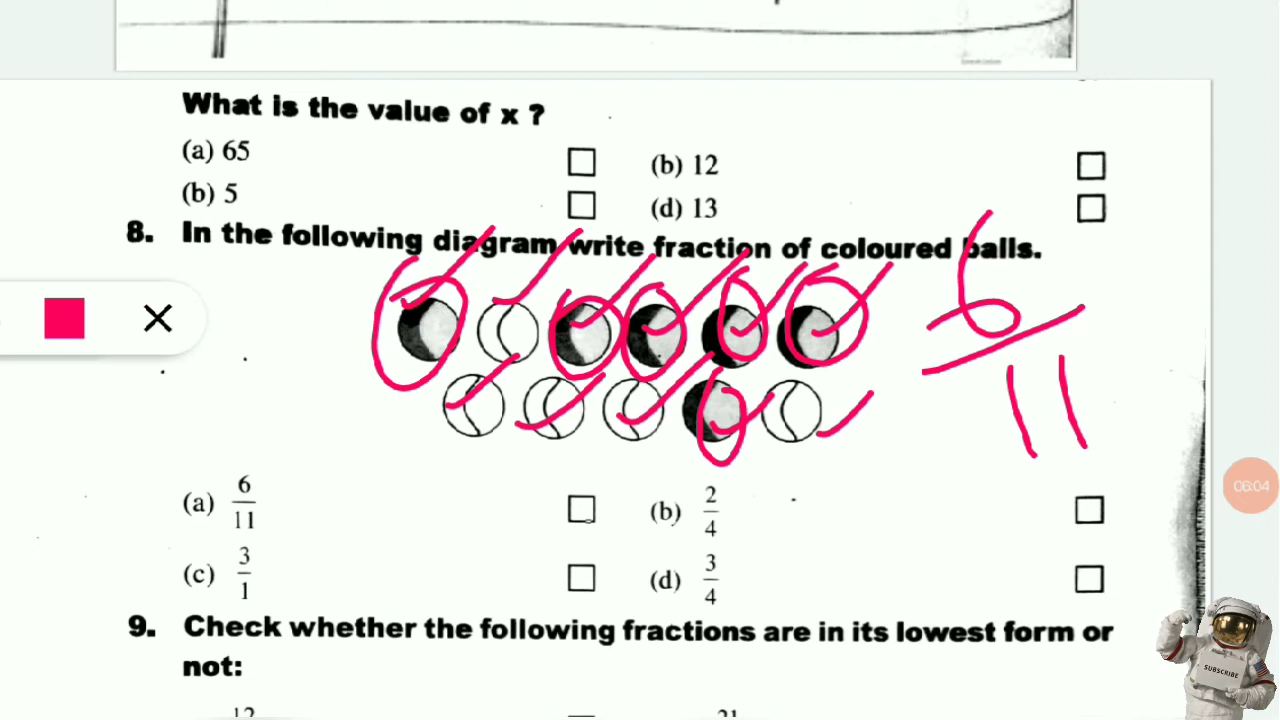 What is the value of x ?
(a) 65 (b) 12
(b) 5 (d) 13
8. In the following diagram write fraction of coloured balls.
6
11
06:04
(a) 6/11 (b) 2/4
(c) 3/1 (d) 3/4
9. Check whether the following fractions are in its lowest form or
not:
SUBSCRIBE
12 21